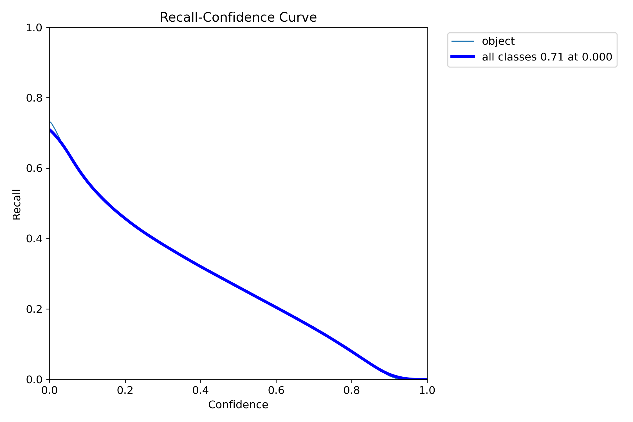 Recall-Confidence Curve
1.0
0.8
0.6
0.4
0.2
0.0
Recall
0.0 0.2 0.4 0.6 0.8 1.0
Confidence
object
all classes 0.71 at 0.000